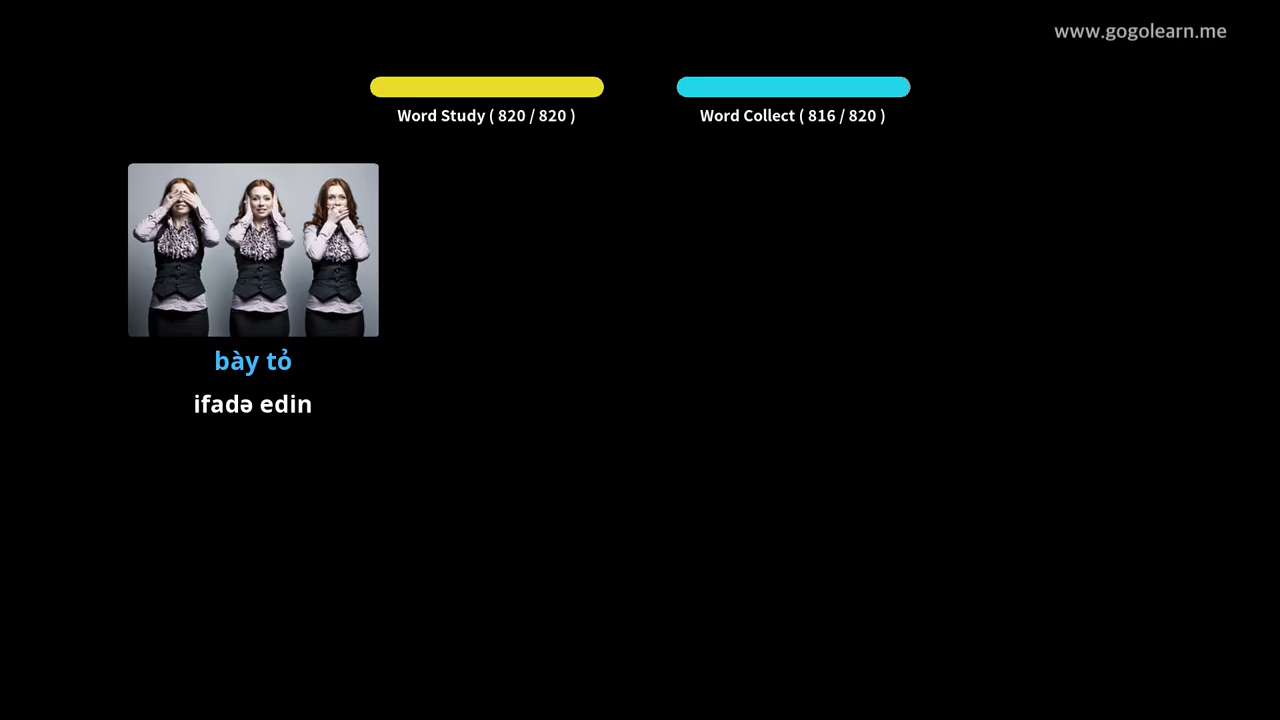 www.gogolearn.me
Word Study ( 820 / 820 )
Word Collect ( 816 / 820 )
bày tỏ
ifadə edin